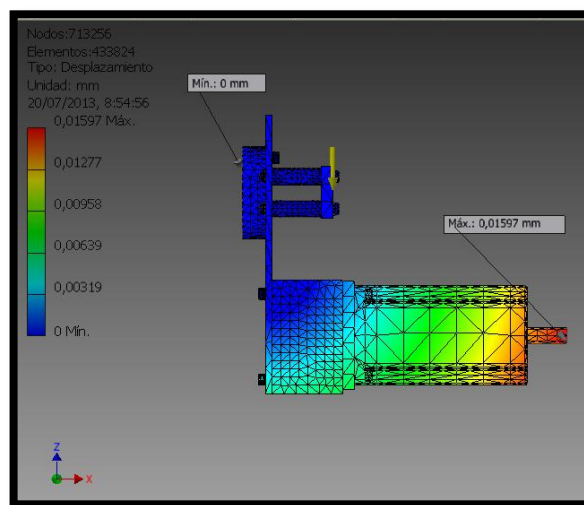 Nodos:713256
Elementos:433824
Tipo: Desplazamiento
Unidad: mm
20/07/2013, 8:54:56
0,01597 Máx.
0,01277
0,00958
0,00639
0,00319
0 Mín.
Mín.: 0 mm
Máx.: 0,01597 mm
Z
X